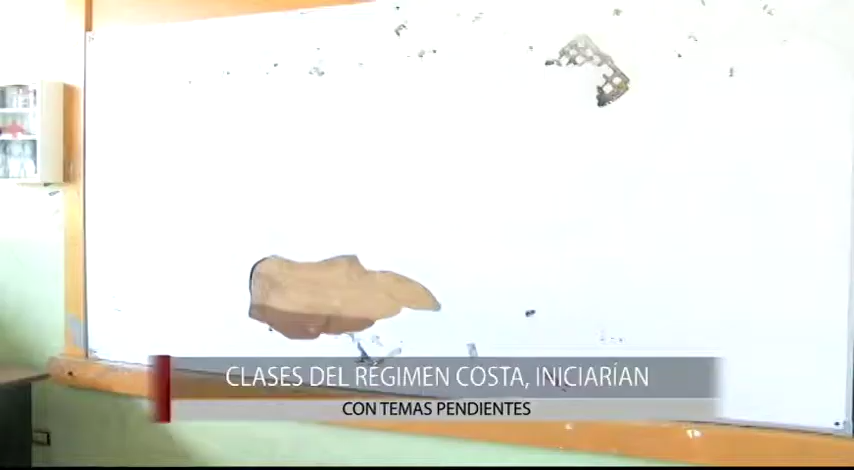 CLASES DEL RÉGIMEN COSTA, INICIARÍAN
CON TEMAS PENDIENTES